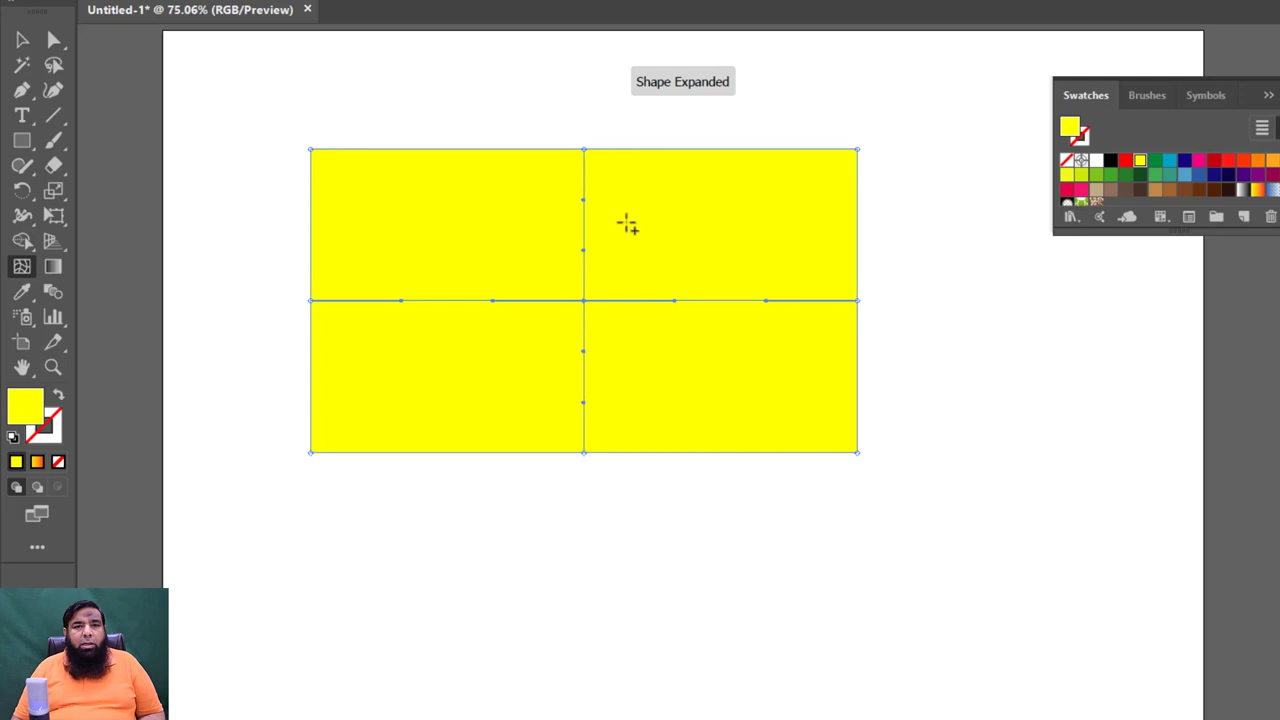 Untitled-1* @ 75.06% (RGB/Preview) ×
Shape Expanded
Swatches Brushes Symbols